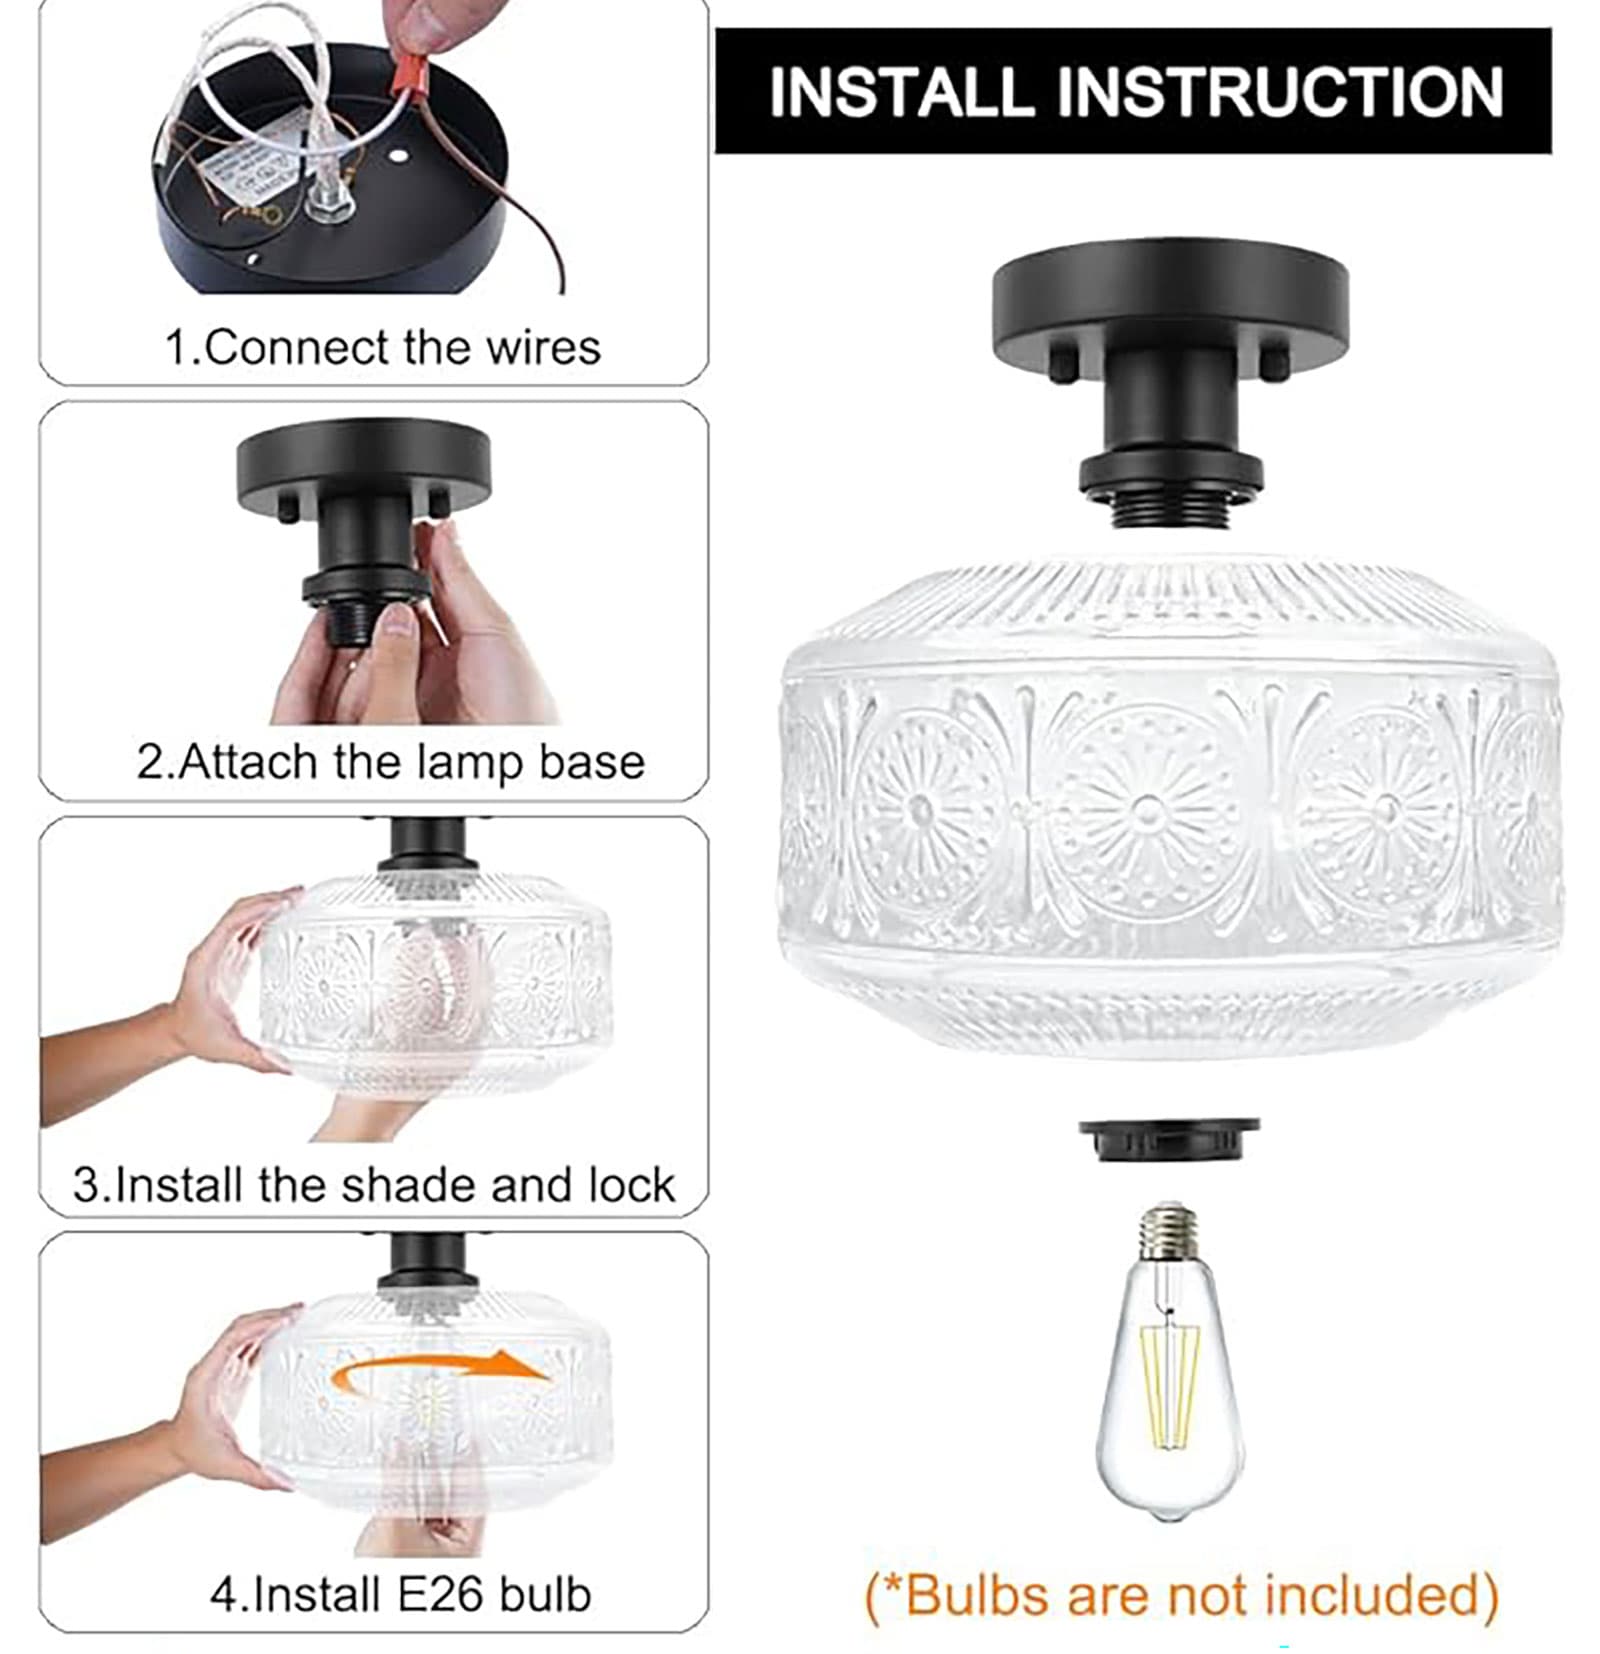 INSTALL INSTRUCTION
1.Connect the wires
2.Attach the lamp base
3.Install the shade and lock
4.Install E26 bulb
(*Bulbs are not included)